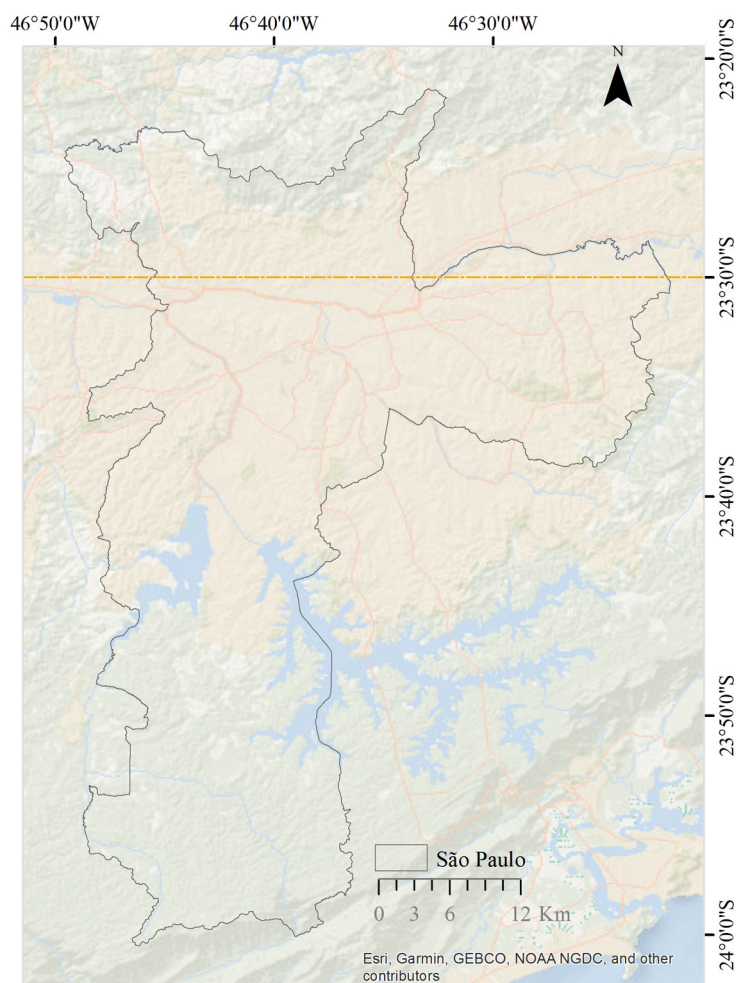 46°50'0"W 46°40'0"W 46°30'0"W
N
23°20'0"S
23°30'0"S
23°40'0"S
23°50'0"S
24°0'0"S
São Paulo
0 3 6 12 Km
Esri, Garmin, GEBCO, NOAA NGDC, and other
contributors